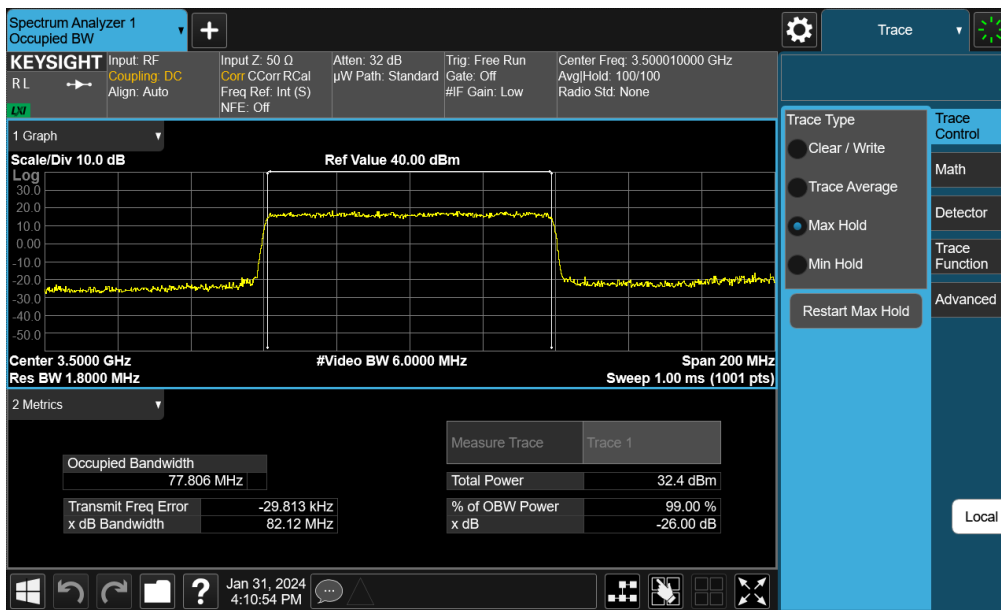 Spectrum Analyzer 1
Occupied BW
+
Trace
KEYSIGHT
R L
LXI
Input: RF
Coupling: DC
Align: Auto
Input Z: 50 Ω
Corr CCorr RCal
Freq Ref: Int (S)
NFE: Off
Atten: 32 dB
µW Path: Standard
Trig: Free Run
Gate: Off
#IF Gain: Low
Center Freq: 3.500010000 GHz
Avg|Hold: 100/100
Radio Std: None
1 Graph
Scale/Div 10.0 dB
Ref Value 40.00 dBm
Log
30.0
20.0
10.0
0.00
-10.0
-20.0
-30.0
-40.0
-50.0
Center 3.5000 GHz
#Video BW 6.0000 MHz
Span 200 MHz
Res BW 1.8000 MHz
Sweep 1.00 ms (1001 pts)
2 Metrics
Measure Trace
Trace 1
Occupied Bandwidth
77.806 MHz
Total Power
32.4 dBm
Transmit Freq Error
-29.813 kHz
% of OBW Power
99.00 %
x dB Bandwidth
82.12 MHz
x dB
-26.00 dB
Trace Type
Clear / Write
Trace Average
Max Hold
Min Hold
Restart Max Hold
Trace
Control
Math
Detector
Trace
Function
Advanced
Local
?
Jan 31, 2024
4:10:54 PM